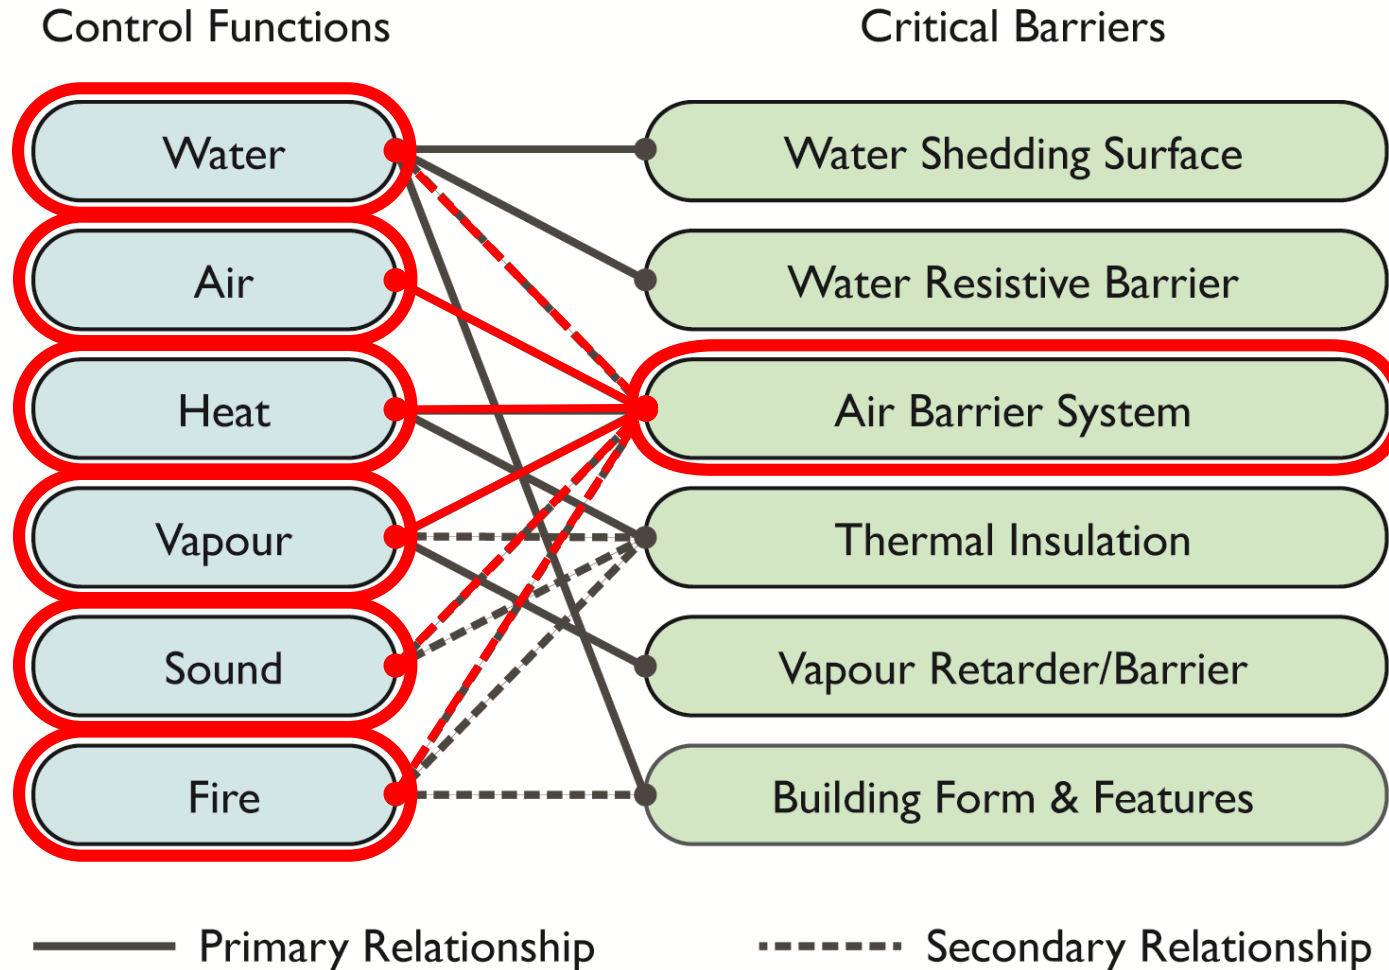 Control Functions
Critical Barriers
Water
Water Shedding Surface
Air
Water Resistive Barrier
Heat
Air Barrier System
Vapour
Thermal Insulation
Sound
Vapour Retarder/Barrier
Fire
Building Form & Features
Primary Relationship
Secondary Relationship